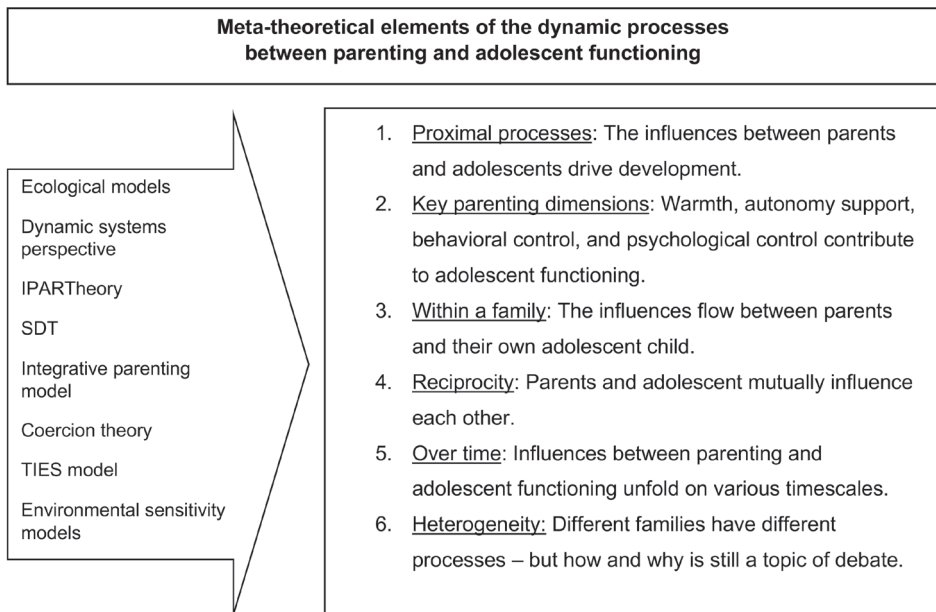 Meta-theoretical elements of the dynamic processes
between parenting and adolescent functioning
Ecological models
Dynamic systems
perspective
IPARTheory
SDT
Integrative parenting
model
Coercion theory
TIES model
Environmental sensitivity
models
1. Proximal processes: The influences between parents
and adolescents drive development.
2. Key parenting dimensions: Warmth, autonomy support,
behavioral control, and psychological control contribute
to adolescent functioning.
3. Within a family: The influences flow between parents
and their own adolescent child.
4. Reciprocity: Parents and adolescent mutually influence
each other.
5. Over time: Influences between parenting and
adolescent functioning unfold on various timescales.
6. Heterogeneity: Different families have different
processes – but how and why is still a topic of debate.